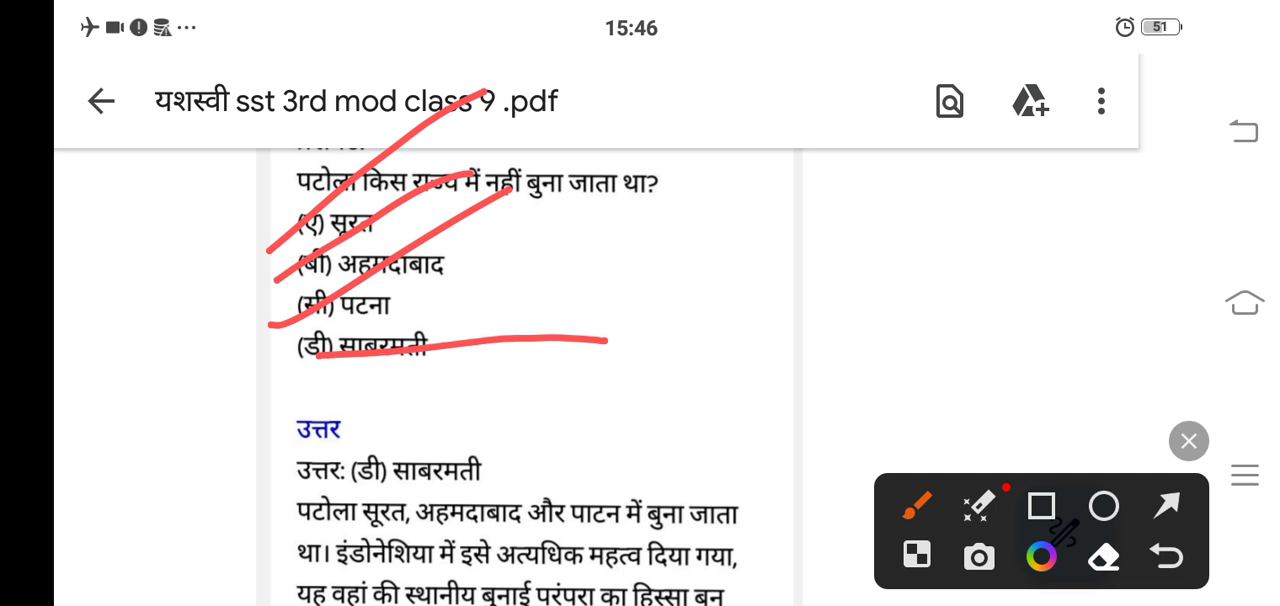 15:46
51
यशस्वी sst 3rd mod class 9 .pdf
पटोला किस राज्य में नहीं बुना जाता था?
(ए) सूरत
(बी) अहमदाबाद
(सी) पटना
(डी) साबरमती
उत्तर
उत्तर: (डी) साबरमती
पटोला सूरत, अहमदाबाद और पाटन में बुना जाता
था। इंडोनेशिया में इसे अत्यधिक महत्व दिया गया,
यह वहां की स्थानीय बुनाई परंपरा का हिस्सा बन